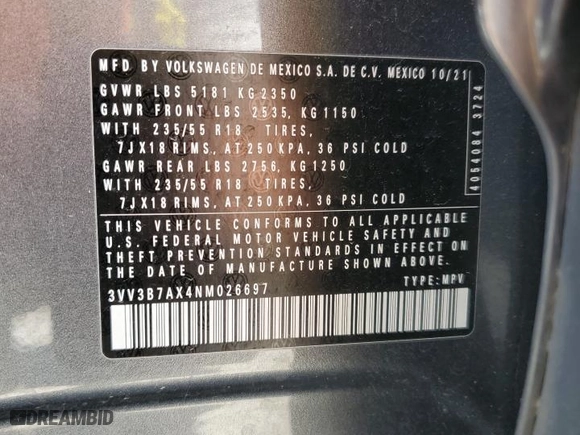 MFD. BY VOLKSWAGEN DE MEXICO S.A. DE C.V. MEXICO 10/21
GVWR LBS 5181 KG 2350
GAWR FRONT LBS 2535, KG 1150
WITH 235/55 R18 TIRES,
7JX18 RIMS, AT 250 KPA, 36 PSI COLD
GAWR REAR LBS 2756, KG 1250
WITH 235/55 R18 TIRES,
7JX18 RIMS, AT 250 KPA, 36 PSI COLD
THIS VEHICLE CONFORMS TO ALL APPLICABLE
U.S. FEDERAL MOTOR VEHICLE SAFETY AND
THEFT PREVENTION STANDARDS IN EFFECT ON
THE DATE OF MANUFACTURE SHOWN ABOVE.
3VV3B7AX4NM026697 TYPE: MPV
4054084 3724
DREAMBID